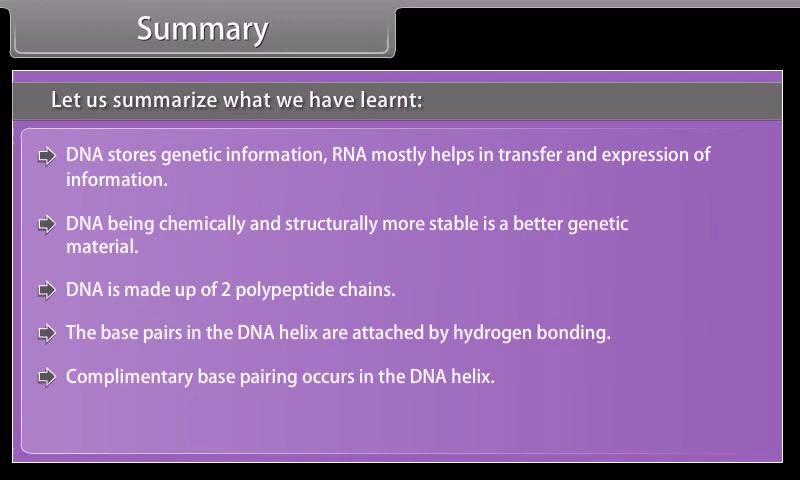 Summary
Let us summarize what we have learnt:
DNA stores genetic information, RNA mostly helps in transfer and expression of
information.
DNA being chemically and structurally more stable is a better genetic
material.
DNA is made up of 2 polypeptide chains.
The base pairs in the DNA helix are attached by hydrogen bonding.
Complimentary base pairing occurs in the DNA helix.